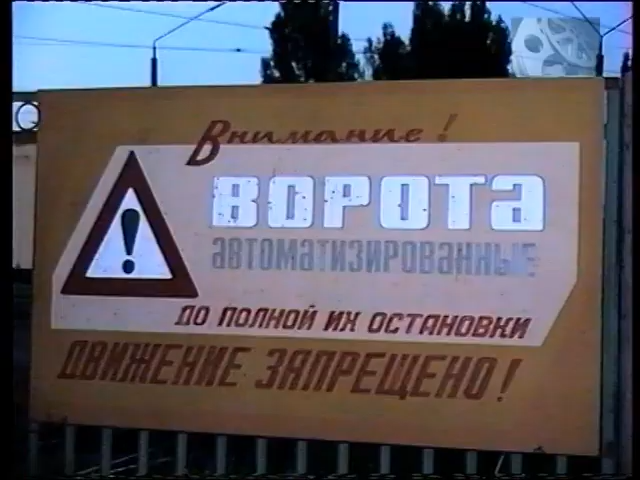 Внимание!
ворота
автоматизированные
до полной их остановки
движение запрещено!